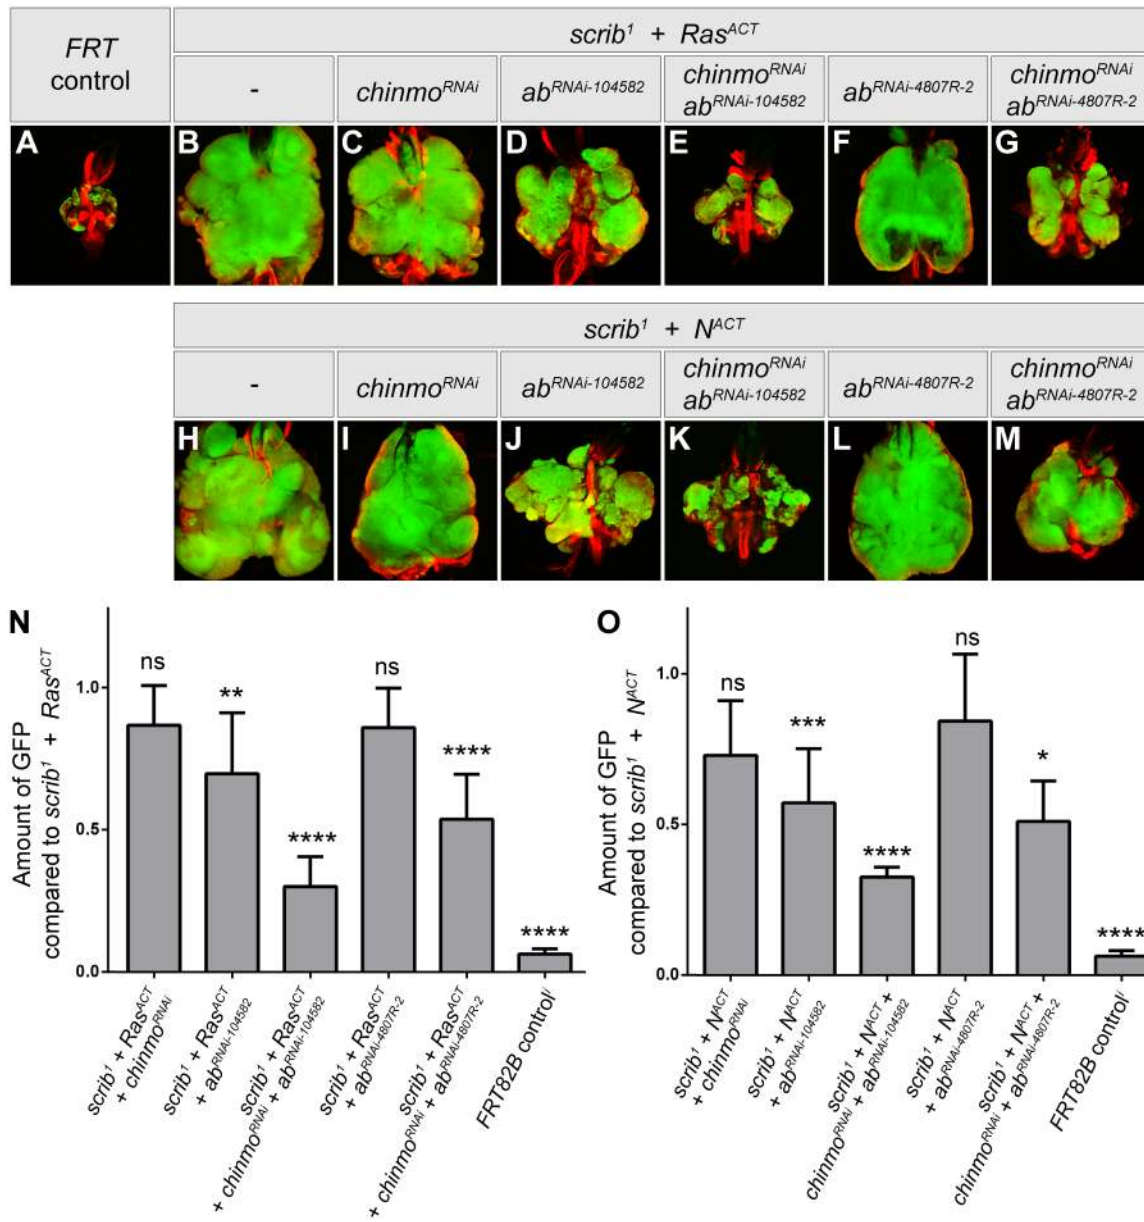 FRT
control
scrib¹ + Rasᴬᶜᵀ
-
chinmoᴿᴺᴬⁱ
abᴿᴺᴬⁱ⁻¹⁰⁴⁵⁸²
chinmoᴿᴺᴬⁱ
abᴿᴺᴬⁱ⁻¹⁰⁴⁵⁸²
abᴿᴺᴬⁱ⁻⁴⁸⁰⁷ᴿ⁻²
chinmoᴿᴺᴬⁱ
abᴿᴺᴬⁱ⁻⁴⁸⁰⁷ᴿ⁻²
A B C D E F G
scrib¹ + Nᴬᶜᵀ
-
chinmoᴿᴺᴬⁱ
abᴿᴺᴬⁱ⁻¹⁰⁴⁵⁸²
chinmoᴿᴺᴬⁱ
abᴿᴺᴬⁱ⁻¹⁰⁴⁵⁸²
abᴿᴺᴬⁱ⁻⁴⁸⁰⁷ᴿ⁻²
chinmoᴿᴺᴬⁱ
abᴿᴺᴬⁱ⁻⁴⁸⁰⁷ᴿ⁻²
H I J K L M
N
Amount of GFP
compared to scrib¹ + Rasᴬᶜᵀ
1.0
0.5
0.0
ns
**
****
ns
****
****
scrib¹ + Rasᴬᶜᵀ
+ chinmoᴿᴺᴬⁱ
scrib¹ + Rasᴬᶜᵀ
+ abᴿᴺᴬⁱ⁻¹⁰⁴⁵⁸²
scrib¹ + Rasᴬᶜᵀ
+ chinmoᴿᴺᴬⁱ + abᴿᴺᴬⁱ⁻¹⁰⁴⁵⁸²
scrib¹ + Rasᴬᶜᵀ
+ abᴿᴺᴬⁱ⁻⁴⁸⁰⁷ᴿ⁻²
scrib¹ + Rasᴬᶜᵀ
+ chinmoᴿᴺᴬⁱ + abᴿᴺᴬⁱ⁻⁴⁸⁰⁷ᴿ⁻²
FRT82B controlⁱ
O
Amount of GFP
compared to scrib¹ + Nᴬᶜᵀ
1.0
0.5
0.0
ns
***
****
ns
*
****
scrib¹ + Nᴬᶜᵀ
+ chinmoᴿᴺᴬⁱ
scrib¹ + Nᴬᶜᵀ
+ abᴿᴺᴬⁱ⁻¹⁰⁴⁵⁸²
scrib¹ + Nᴬᶜᵀ +
chinmoᴿᴺᴬⁱ + abᴿᴺᴬⁱ⁻¹⁰⁴⁵⁸²
scrib¹ + Nᴬᶜᵀ
+ abᴿᴺᴬⁱ⁻⁴⁸⁰⁷ᴿ⁻²
scrib¹ + Nᴬᶜᵀ +
chinmoᴿᴺᴬⁱ + abᴿᴺᴬⁱ⁻⁴⁸⁰⁷ᴿ⁻²
FRT82B controlⁱ